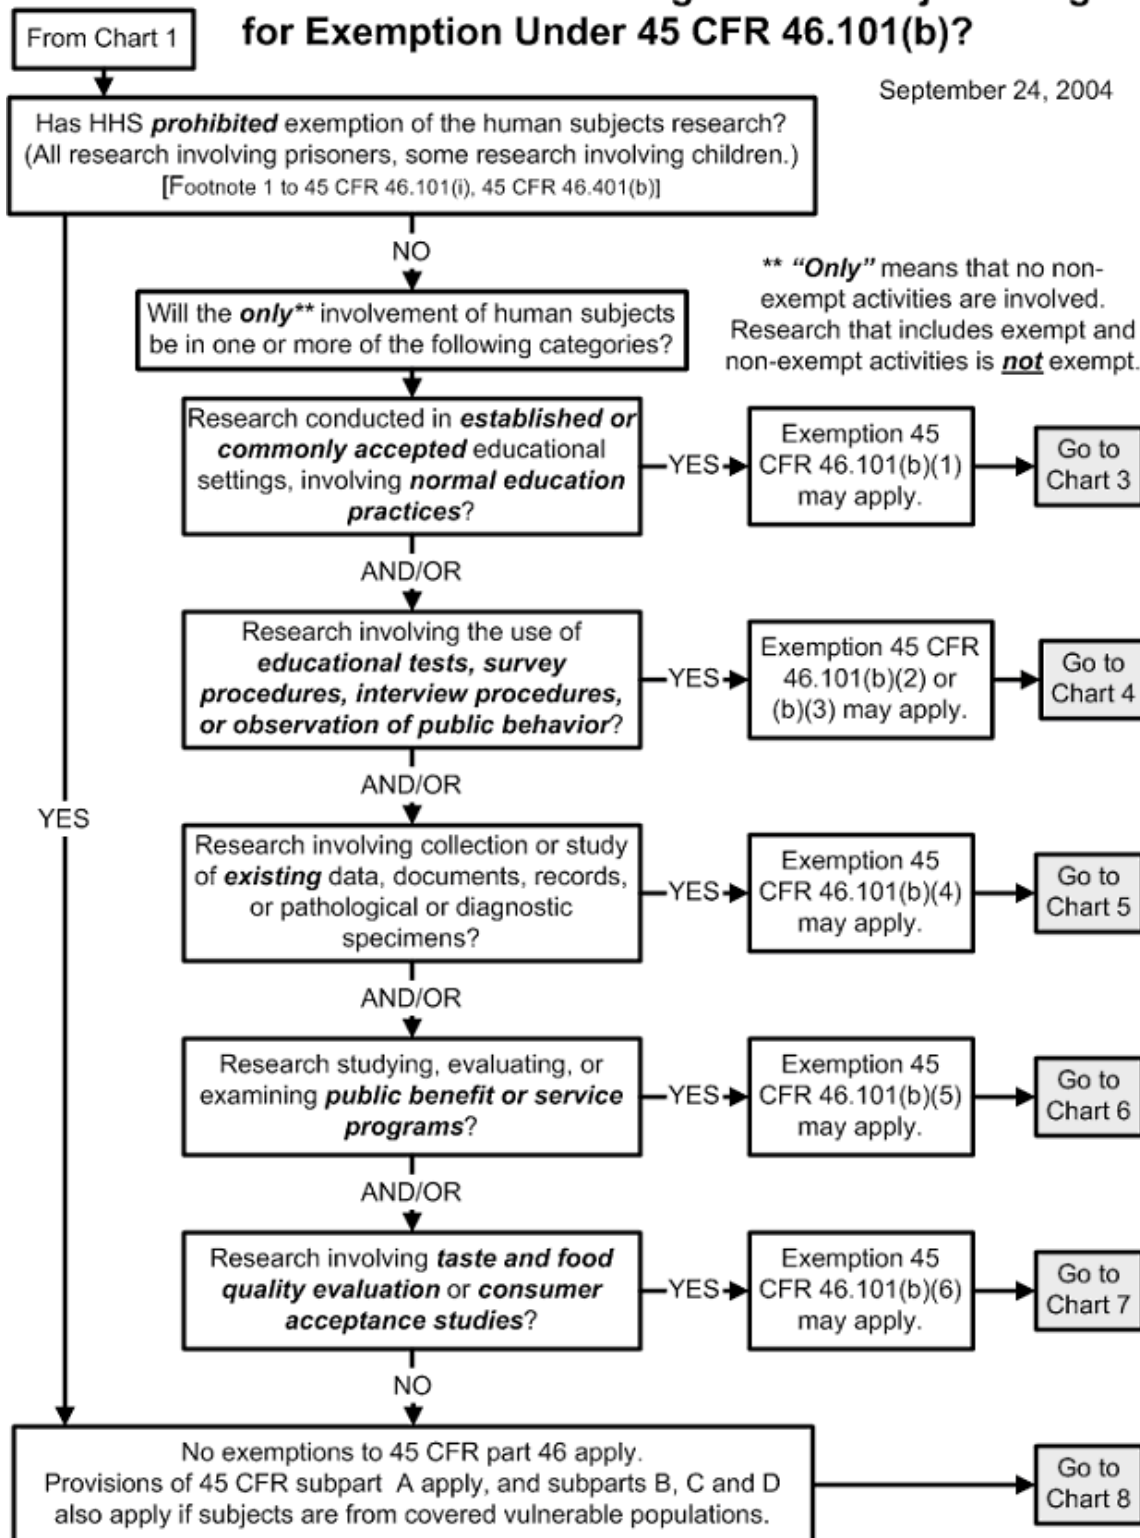 From Chart 1
for Exemption Under 45 CFR 46.101(b)?
September 24, 2004
Has HHS prohibited exemption of the human subjects research?
(All research involving prisoners, some research involving children.)
[Footnote 1 to 45 CFR 46.101(i), 45 CFR 46.401(b)]
NO
** “Only” means that no non-
exempt activities are involved.
Research that includes exempt and
non-exempt activities is not exempt.
Will the only** involvement of human subjects
be in one or more of the following categories?
Research conducted in established or
commonly accepted educational
settings, involving normal education
practices?
YES
Exemption 45
CFR 46.101(b)(1)
may apply.
Go to
Chart 3
AND/OR
Research involving the use of
educational tests, survey
procedures, interview procedures,
or observation of public behavior?
YES
Exemption 45 CFR
46.101(b)(2) or
(b)(3) may apply.
Go to
Chart 4
AND/OR
YES
Research involving collection or study
of existing data, documents, records,
or pathological or diagnostic
specimens?
YES
Exemption 45
CFR 46.101(b)(4)
may apply.
Go to
Chart 5
AND/OR
Research studying, evaluating, or
examining public benefit or service
programs?
YES
Exemption 45
CFR 46.101(b)(5)
may apply.
Go to
Chart 6
AND/OR
Research involving taste and food
quality evaluation or consumer
acceptance studies?
YES
Exemption 45
CFR 46.101(b)(6)
may apply.
Go to
Chart 7
NO
No exemptions to 45 CFR part 46 apply.
Provisions of 45 CFR subpart A apply, and subparts B, C and D
also apply if subjects are from covered vulnerable populations.
Go to
Chart 8